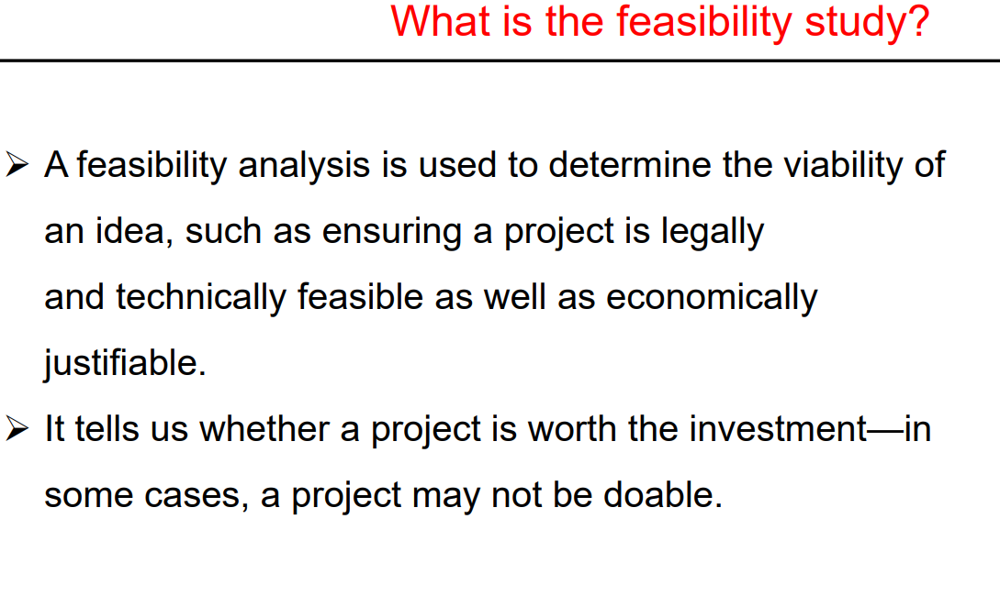 What is the feasibility study?
➢ A feasibility analysis is used to determine the viability of
an idea, such as ensuring a project is legally
and technically feasible as well as economically
justifiable.
➢ It tells us whether a project is worth the investment—in
some cases, a project may not be doable.